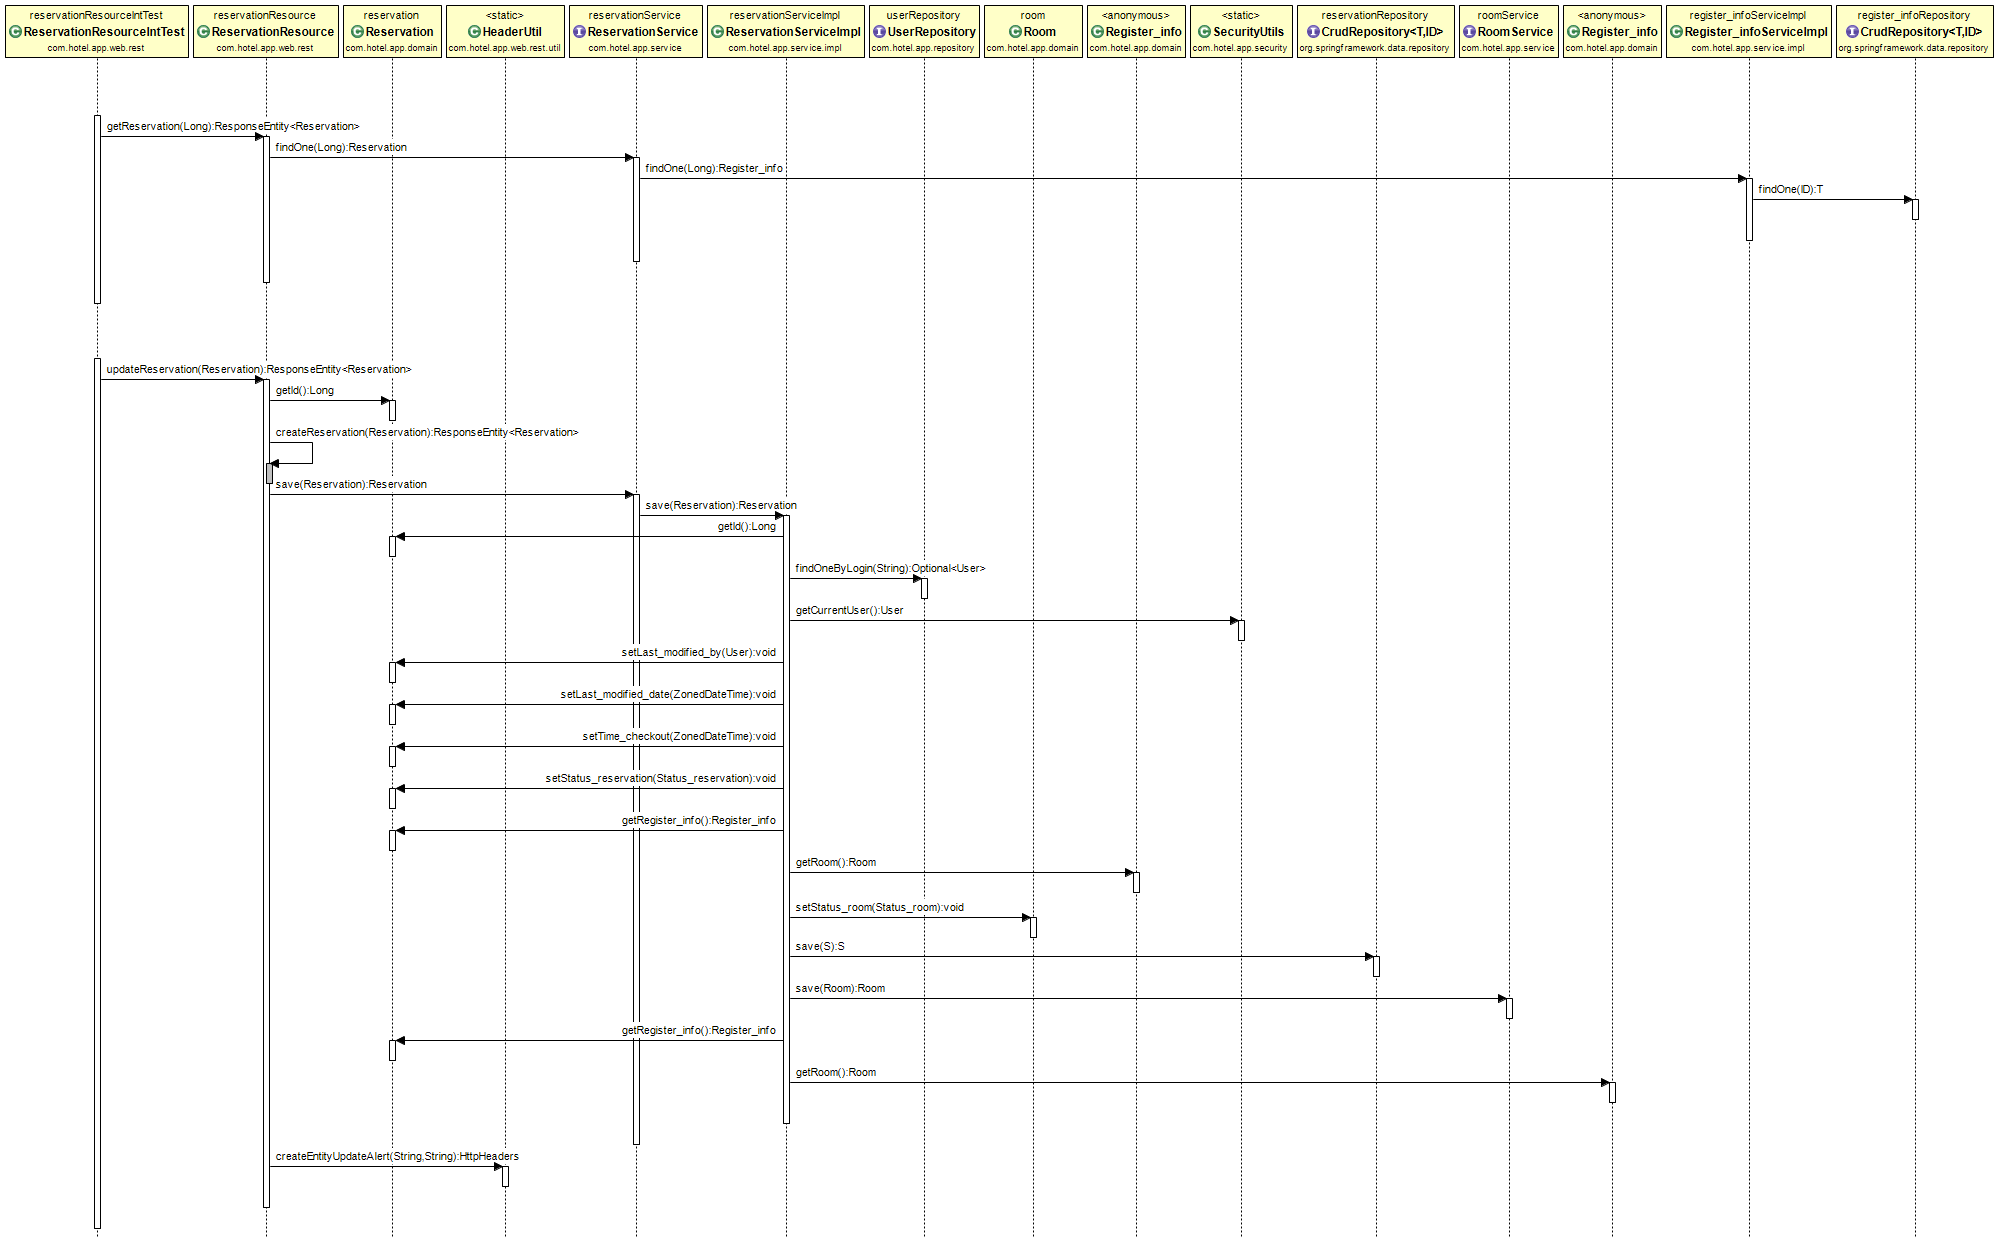 reservationResourceIntTest
ReservationResourceIntTest
com.hotel.app.web.rest
reservationResource
ReservationResource
com.hotel.app.web.rest
reservation
Reservation
com.hotel.app.domain
<static>
HeaderUtil
com.hotel.app.web.rest.util
reservationService
ReservationService
com.hotel.app.service
reservationServiceImpl
ReservationServiceImpl
com.hotel.app.service.impl
userRepository
UserRepository
com.hotel.app.repository
room
Room
com.hotel.app.domain
<anonymous>
Register_info
com.hotel.app.domain
<static>
SecurityUtils
com.hotel.app.security
reservationRepository
CrudRepository<T,ID>
org.springframework.data.repository
roomService
RoomService
com.hotel.app.service
<anonymous>
Register_info
com.hotel.app.domain
register_infoServiceImpl
Register_infoServiceImpl
com.hotel.app.service.impl
register_infoRepository
CrudRepository<T,ID>
org.springframework.data.repository
getReservation(Long):ResponseEntity<Reservation>
findOne(Long):Reservation
findOne(Long):Register_info
findOne(ID):T
updateReservation(Reservation):ResponseEntity<Reservation>
getId():Long
createReservation(Reservation):ResponseEntity<Reservation>
save(Reservation):Reservation
save(Reservation):Reservation
getId():Long
findOneByLogin(String):Optional<User>
getCurrentUser():User
setLast_modified_by(User):void
setLast_modified_date(ZonedDateTime):void
setTime_checkout(ZonedDateTime):void
setStatus_reservation(Status_reservation):void
getRegister_info():Register_info
getRoom():Room
setStatus_room(Status_room):void
save(S):S
save(Room):Room
getRegister_info():Register_info
getRoom():Room
createEntityUpdateAlert(String,String):HttpHeaders